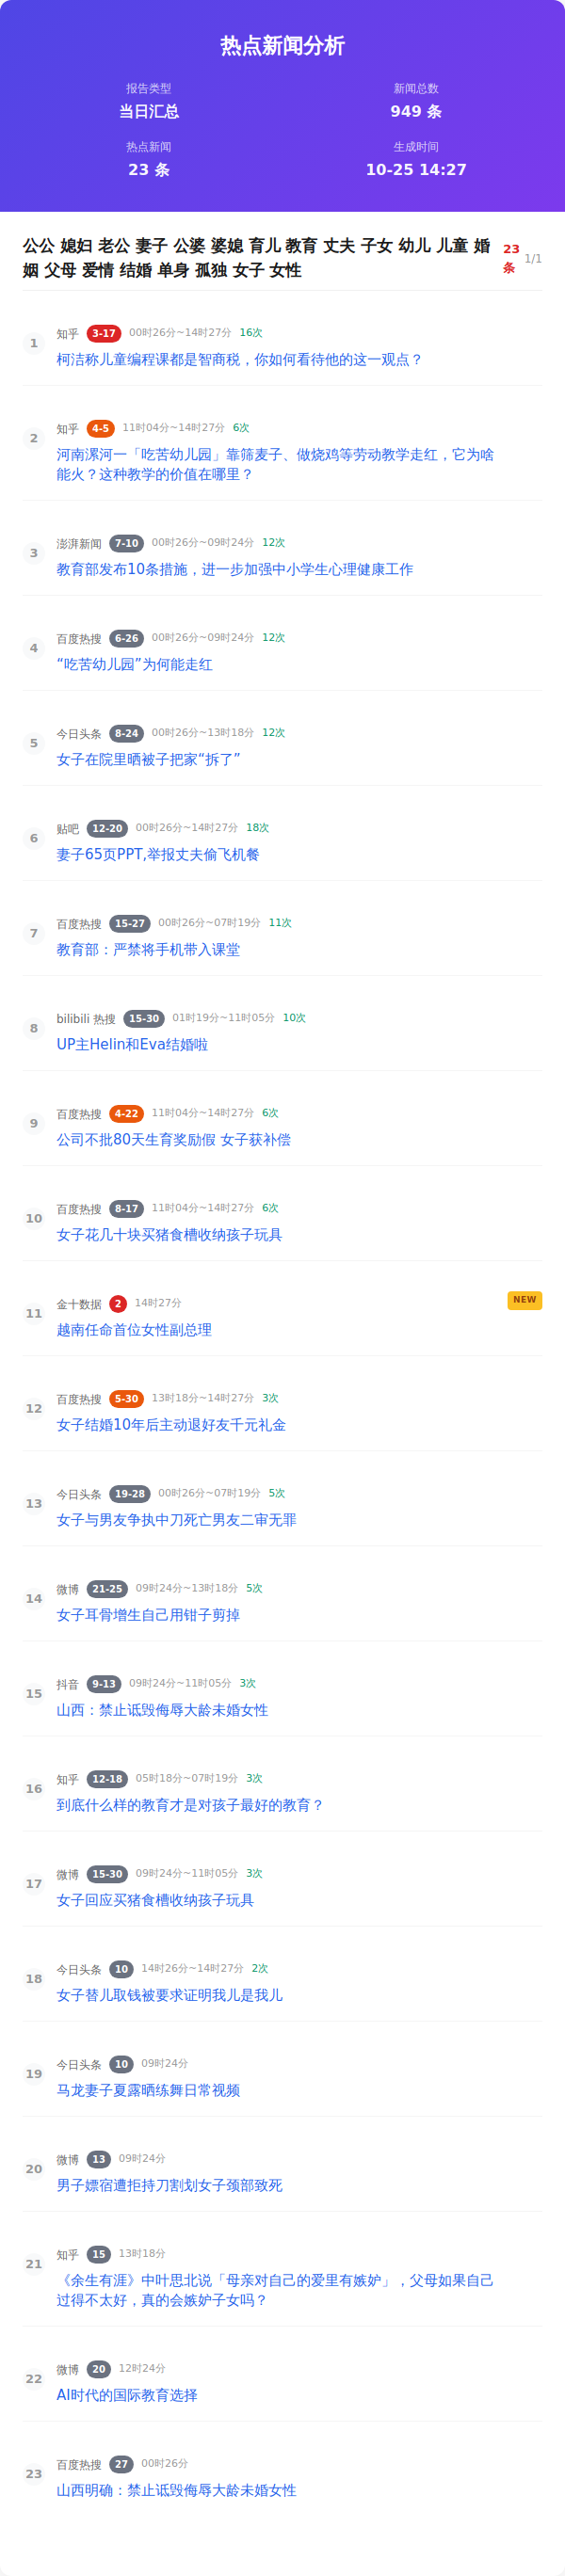 热点新闻分析
报告类型
当日汇总
新闻总数
949 条
热点新闻
23 条
生成时间
10-25 14:27
公公 媳妇 老公 妻子 公婆 婆媳 育儿 教育 丈夫 子女 幼儿 儿童 婚
姻 父母 爱情 结婚 单身 孤独 女子 女性
23
条
1/1
1
知乎 3-17 00时26分~14时27分 16次
柯洁称儿童编程课都是智商税，你如何看待他的这一观点？
2
知乎 4-5 11时04分~14时27分 6次
河南漯河一「吃苦幼儿园」靠筛麦子、做烧鸡等劳动教学走红，它为啥
能火？这种教学的价值在哪里？
3
澎湃新闻 7-10 00时26分~09时24分 12次
教育部发布10条措施，进一步加强中小学生心理健康工作
4
百度热搜 6-26 00时26分~09时24分 12次
“吃苦幼儿园”为何能走红
5
今日头条 8-24 00时26分~13时18分 12次
女子在院里晒被子把家“拆了”
6
贴吧 12-20 00时26分~14时27分 18次
妻子65页PPT,举报丈夫偷飞机餐
7
百度热搜 15-27 00时26分~07时19分 11次
教育部：严禁将手机带入课堂
8
bilibili 热搜 15-30 01时19分~11时05分 10次
UP主Helin和Eva结婚啦
9
百度热搜 4-22 11时04分~14时27分 6次
公司不批80天生育奖励假 女子获补偿
10
百度热搜 8-17 11时04分~14时27分 6次
女子花几十块买猪食槽收纳孩子玩具
11
金十数据 2 14时27分
NEW
越南任命首位女性副总理
12
百度热搜 5-30 13时18分~14时27分 3次
女子结婚10年后主动退好友千元礼金
13
今日头条 19-28 00时26分~07时19分 5次
女子与男友争执中刀死亡男友二审无罪
14
微博 21-25 09时24分~13时18分 5次
女子耳骨增生自己用钳子剪掉
15
抖音 9-13 09时24分~11时05分 3次
山西：禁止诋毁侮辱大龄未婚女性
16
知乎 12-18 05时18分~07时19分 3次
到底什么样的教育才是对孩子最好的教育？
17
微博 15-30 09时24分~11时05分 3次
女子回应买猪食槽收纳孩子玩具
18
今日头条 10 14时26分~14时27分 2次
女子替儿取钱被要求证明我儿是我儿
19
今日头条 10 09时24分
马龙妻子夏露晒练舞日常视频
20
微博 13 09时24分
男子嫖宿遭拒持刀割划女子颈部致死
21
知乎 15 13时18分
《余生有涯》中叶思北说「母亲对自己的爱里有嫉妒」，父母如果自己
过得不太好，真的会嫉妒子女吗？
22
微博 20 12时24分
AI时代的国际教育选择
23
百度热搜 27 00时26分
山西明确：禁止诋毁侮辱大龄未婚女性